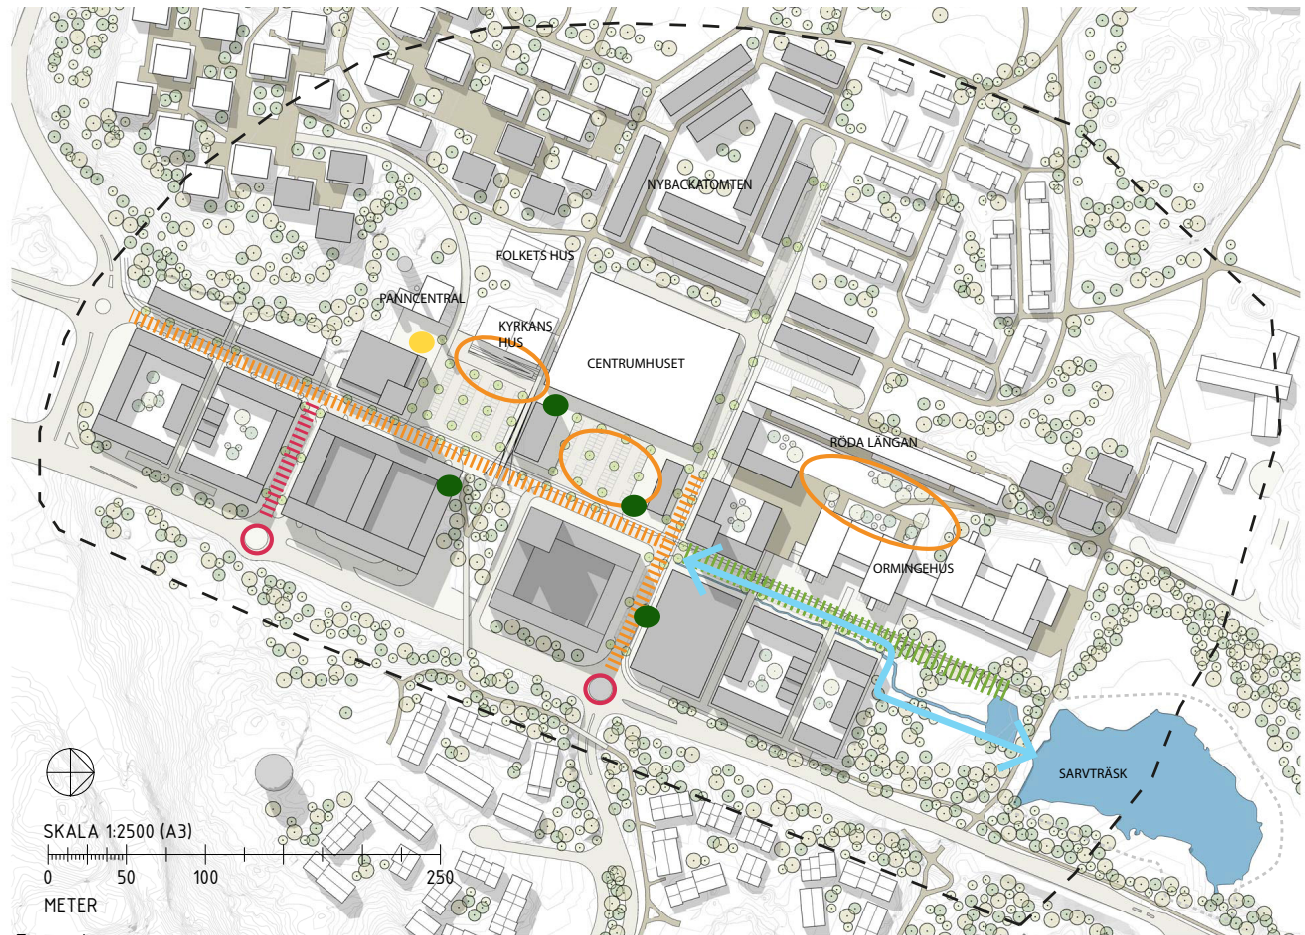 NYBACKATOMTEN
FOLKETS HUS
PANNCENTRAL
KYRKANS
HUS
CENTRUMHUSET
RÖDA LÄNGAN
ORMINGEHUS
SARVTRÄSK
SKALA 1:2500 (A3)
0 50 100 250
METER